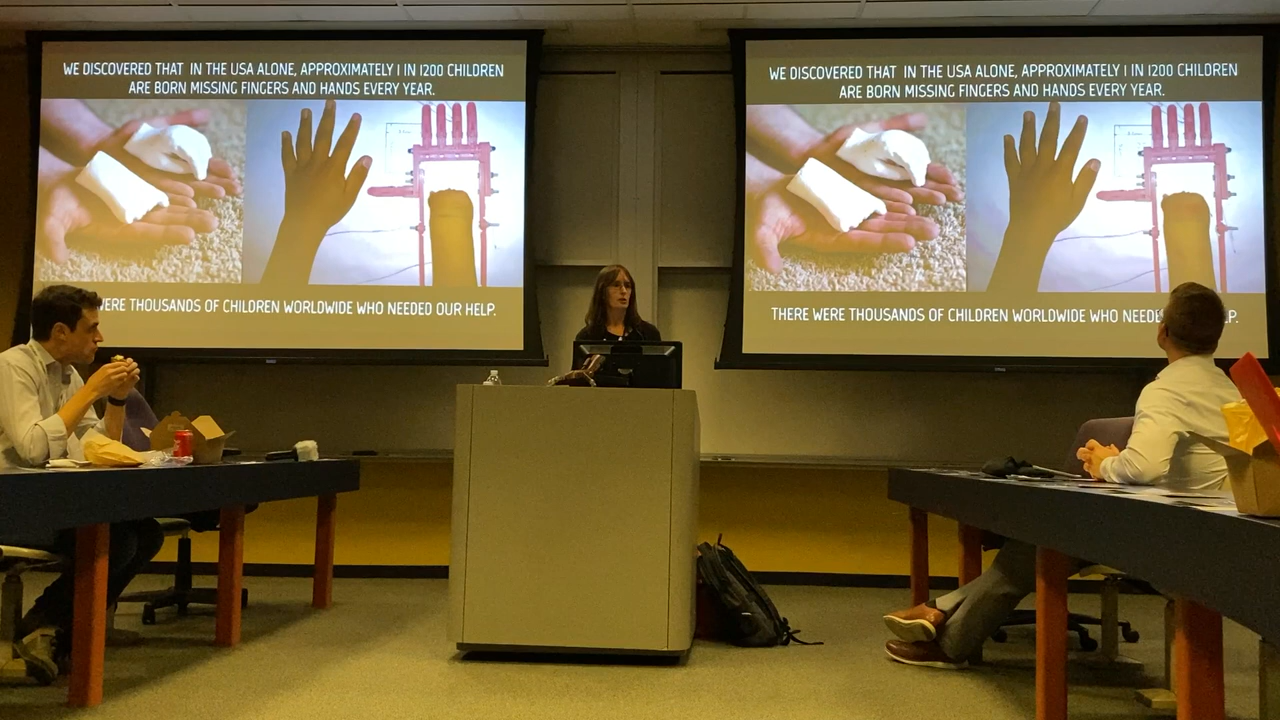 WE DISCOVERED THAT IN THE USA ALONE, APPROXIMATELY 1 IN 1200 CHILDREN
ARE BORN MISSING FINGERS AND HANDS EVERY YEAR.
WERE THOUSANDS OF CHILDREN WORLDWIDE WHO NEEDED OUR HELP.
WE DISCOVERED THAT IN THE USA ALONE, APPROXIMATELY 1 IN 1200 CHILDREN
ARE BORN MISSING FINGERS AND HANDS EVERY YEAR.
THERE WERE THOUSANDS OF CHILDREN WORLDWIDE WHO